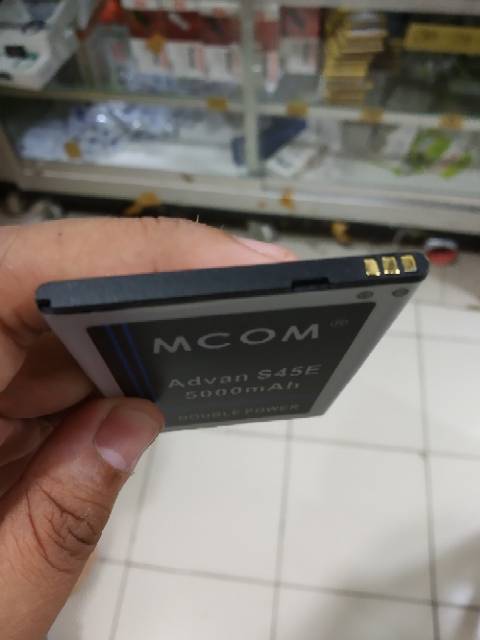 MCOM ®
Advan S45E
5000mAh
DOUBLE POWER